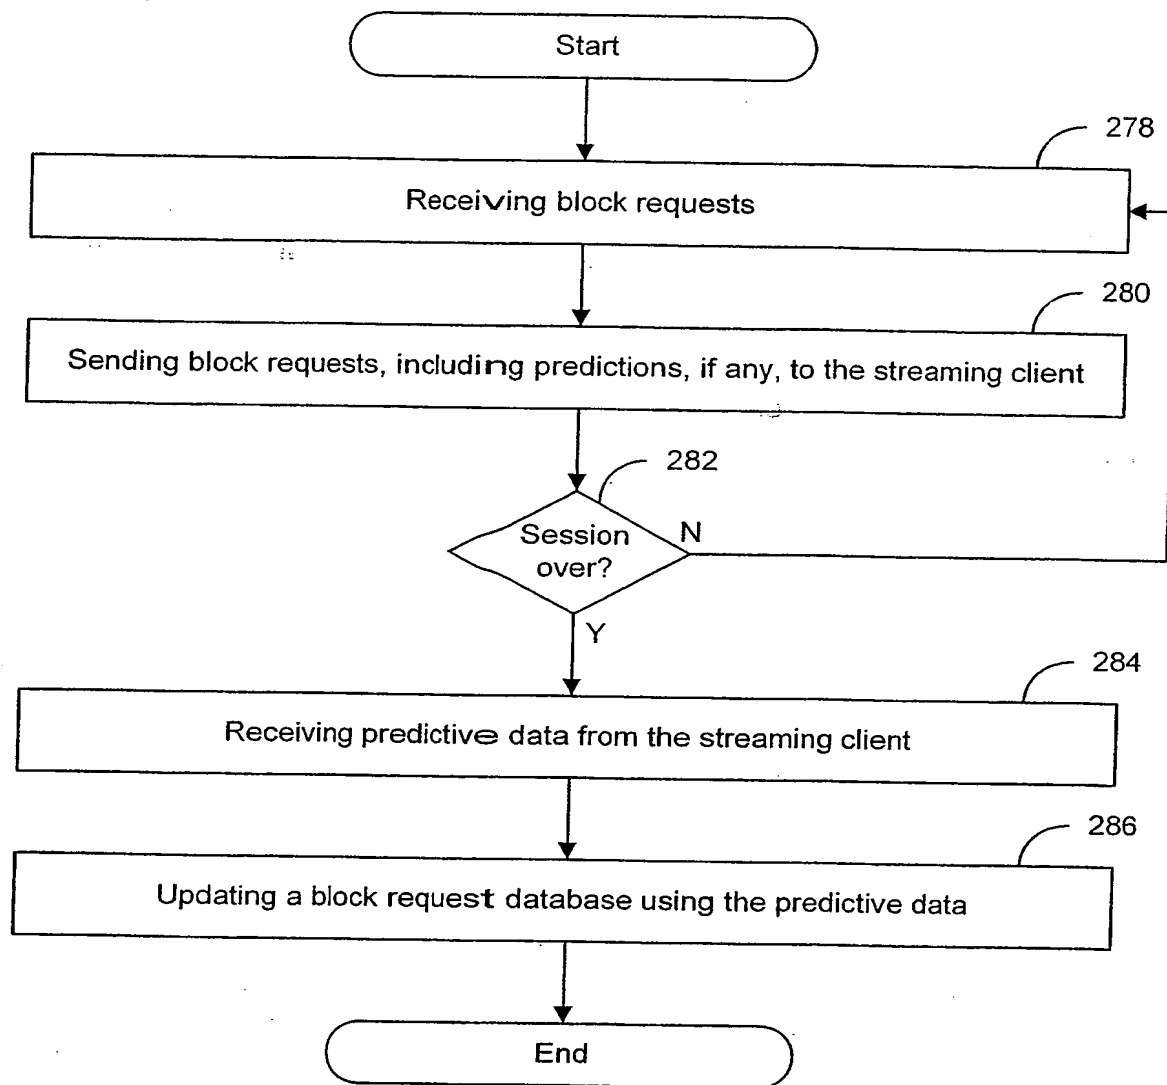 Start
278
Receiving block requests
280
Sending block requests, including predictions, if any, to the streaming client
282
Session
over?
N
Y
284
Receiving predictive data from the streaming client
286
Updating a block request database using the predictive data
End